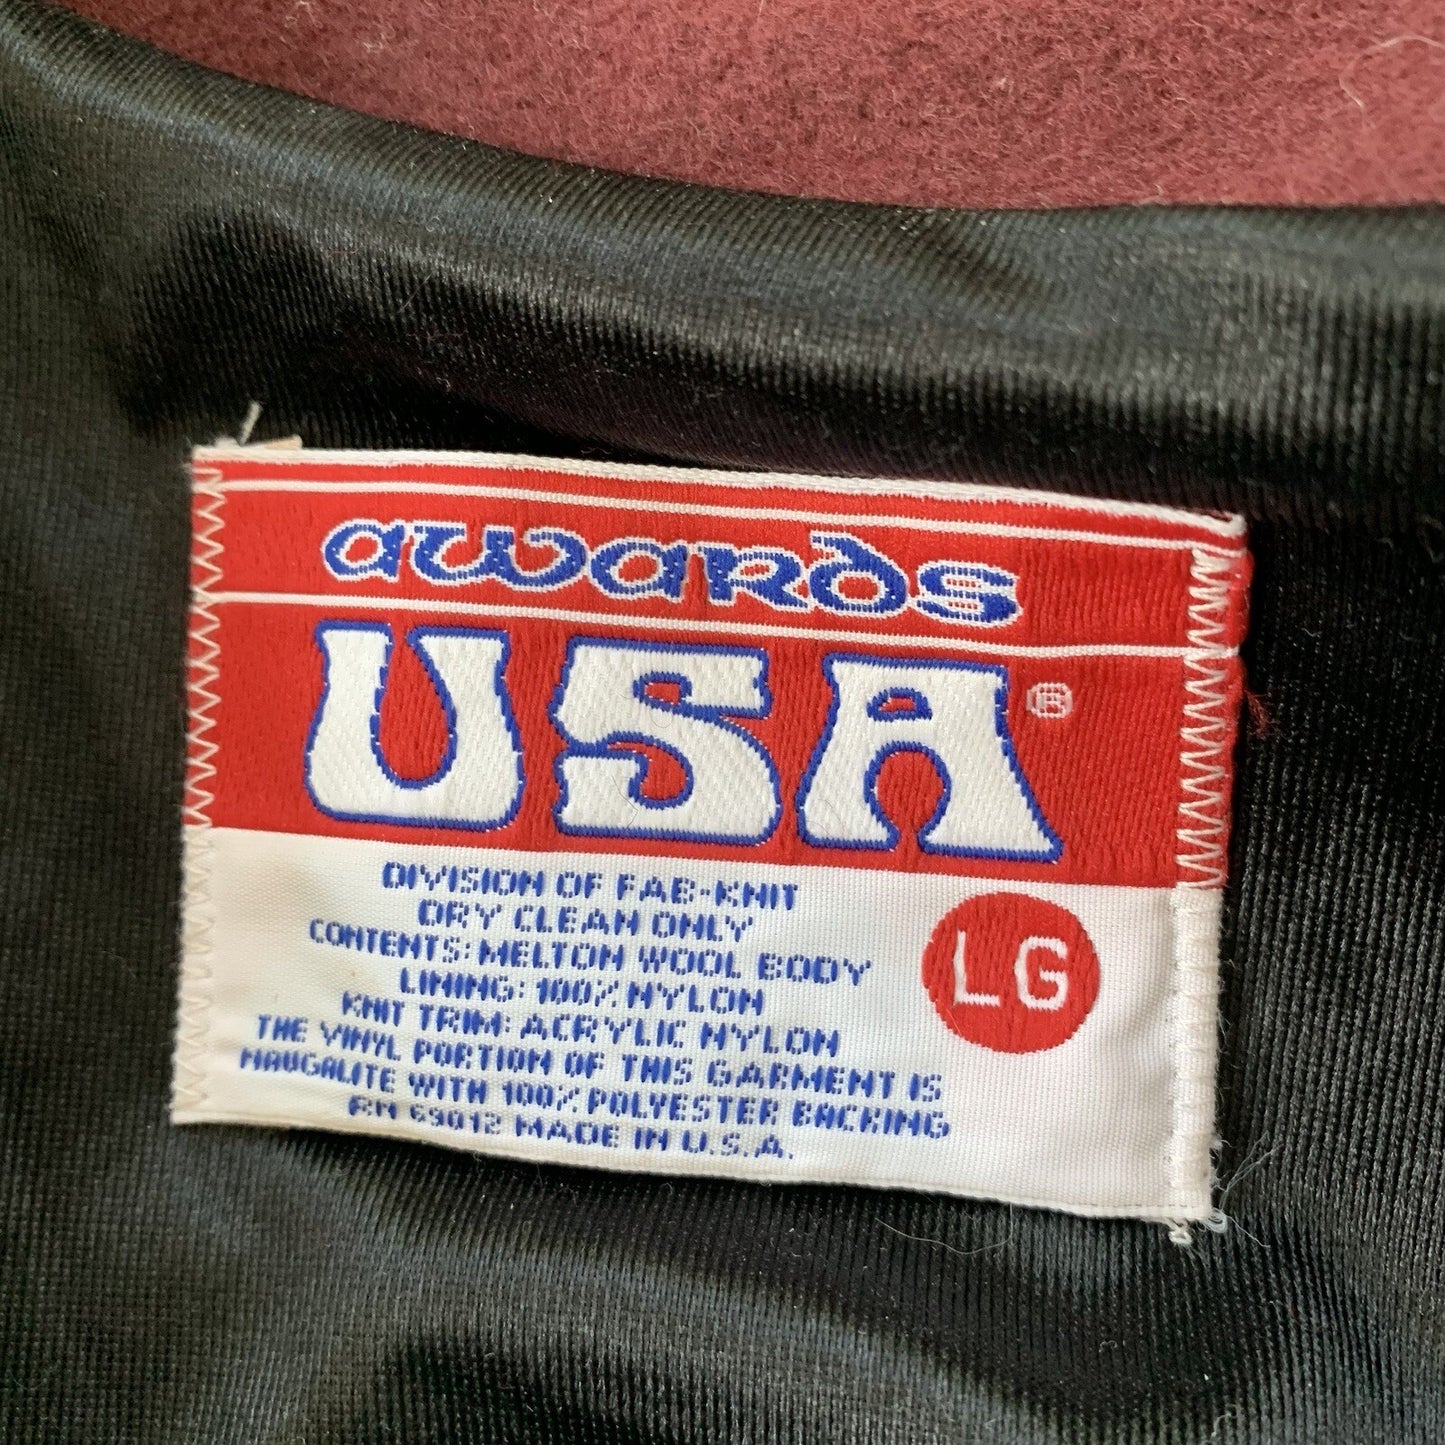 awards
USA®
DIVISION OF FAB-KNIT
DRY CLEAN ONLY
CONTENTS: MELTON WOOL BODY
LINING: 100% NYLON
KNIT TRIM: ACRYLIC NYLON
THE VINYL PORTION OF THIS GARMENT IS
NAUGALITE WITH 100% POLYESTER BACKING
RN 69012 MADE IN U.S.A.
LG